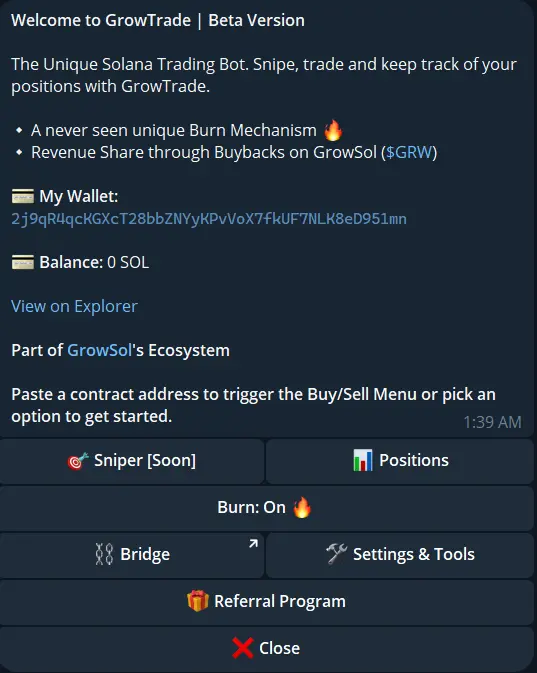 Welcome to GrowTrade | Beta Version
The Unique Solana Trading Bot. Snipe, trade and keep track of your
positions with GrowTrade.
▪ A never seen unique Burn Mechanism 🔥
▪ Revenue Share through Buybacks on GrowSol ($GRW)
💳 My Wallet:
2j9qR4qcKGXcT28bbZNYyKPvVoX7fkUF7NLK8eD951mn
💳 Balance: 0 SOL
View on Explorer
Part of GrowSol's Ecosystem
Paste a contract address to trigger the Buy/Sell Menu or pick an
option to get started.
1:39 AM
🎯 Sniper [Soon]
📊 Positions
Burn: On 🔥
⛓ Bridge
🛠 Settings & Tools
🎁 Referral Program
❌ Close